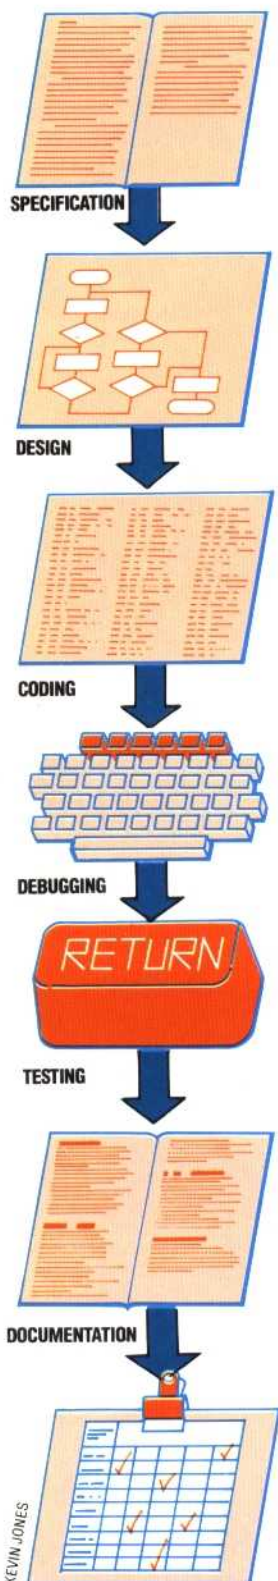 SPECIFICATION
DESIGN
CODING
DEBUGGING
RETURN
TESTING
DOCUMENTATION
KEVIN JONES